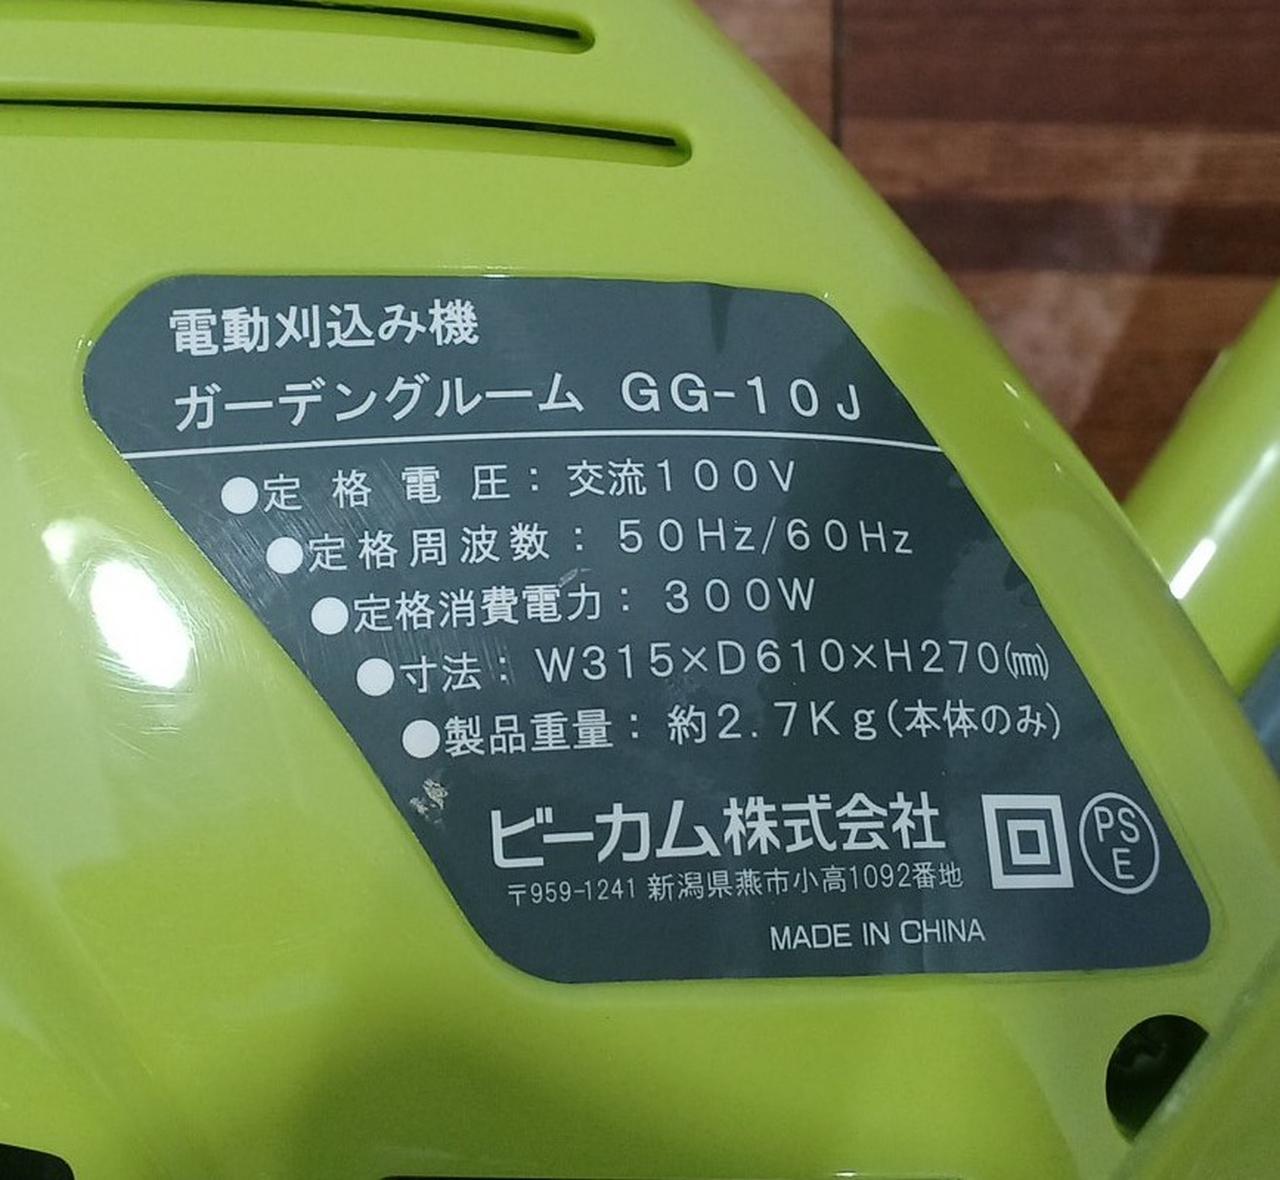 電動刈込み機
ガーデングルーム GG-10J
●定格電圧：交流100V
●定格周波数：50Hz/60Hz
●定格消費電力：300W
●寸法：W315×D610×H270(㎜)
●製品重量：約2.7Kg(本体のみ)
ビーカム株式会社
〒959-1241 新潟県燕市小高1092番地
PS
E
MADE IN CHINA